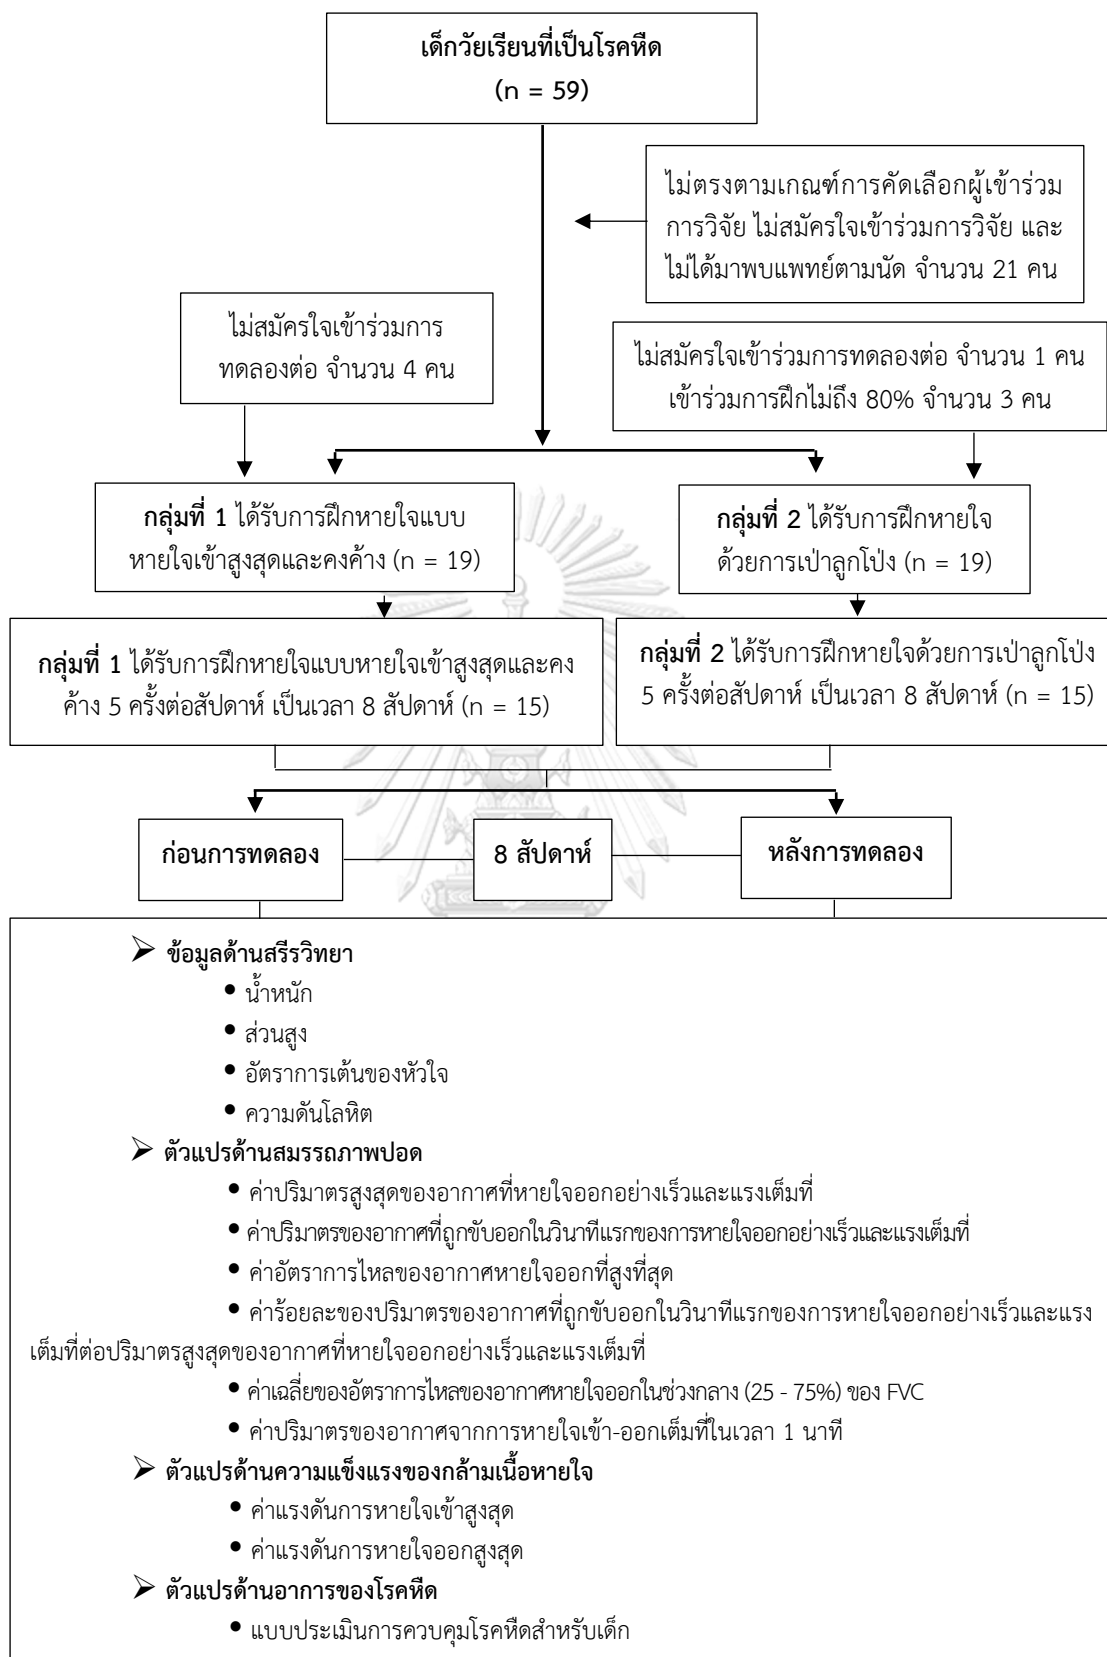 เด็กวัยเรียนที่เป็นโรคหืด
(n = 59)
ไม่ตรงตามเกณฑ์การคัดเลือกผู้เข้าร่วม
การวิจัย ไม่สมัครใจเข้าร่วมการวิจัย และ
ไม่ได้มาพบแพทย์ตามนัด จำนวน 21 คน
ไม่สมัครใจเข้าร่วมการ
ทดลองต่อ จำนวน 4 คน
ไม่สมัครใจเข้าร่วมการทดลองต่อ จำนวน 1 คน
เข้าร่วมการฝึกไม่ถึง 80% จำนวน 3 คน
กลุ่มที่ 1 ได้รับการฝึกหายใจแบบ
หายใจเข้าสูงสุดและคงค้าง (n = 19)
กลุ่มที่ 2 ได้รับการฝึกหายใจ
ด้วยการเป่าลูกโป่ง (n = 19)
กลุ่มที่ 1 ได้รับการฝึกหายใจแบบหายใจเข้าสูงสุดและคง
ค้าง 5 ครั้งต่อสัปดาห์ เป็นเวลา 8 สัปดาห์ (n = 15)
กลุ่มที่ 2 ได้รับการฝึกหายใจด้วยการเป่าลูกโป่ง
5 ครั้งต่อสัปดาห์ เป็นเวลา 8 สัปดาห์ (n = 15)
ก่อนการทดลอง
8 สัปดาห์
หลังการทดลอง
➢ ข้อมูลด้านสรีรวิทยา
• น้ำหนัก
• ส่วนสูง
• อัตราการเต้นของหัวใจ
• ความดันโลหิต
➢ ตัวแปรด้านสมรรถภาพปอด
• ค่าปริมาตรสูงสุดของอากาศที่หายใจออกอย่างเร็วและแรงเต็มที่
• ค่าปริมาตรของอากาศที่ถูกขับออกในวินาทีแรกของการหายใจออกอย่างเร็วและแรงเต็มที่
• ค่าอัตราการไหลของอากาศหายใจออกที่สูงที่สุด
• ค่าร้อยละของปริมาตรของอากาศที่ถูกขับออกในวินาทีแรกของการหายใจออกอย่างเร็วและแรง
เต็มที่ต่อปริมาตรสูงสุดของอากาศที่หายใจออกอย่างเร็วและแรงเต็มที่
• ค่าเฉลี่ยของอัตราการไหลของอากาศหายใจออกในช่วงกลาง (25 - 75%) ของ FVC
• ค่าปริมาตรของอากาศจากการหายใจเข้า-ออกเต็มที่ในเวลา 1 นาที
➢ ตัวแปรด้านความแข็งแรงของกล้ามเนื้อหายใจ
• ค่าแรงดันการหายใจเข้าสูงสุด
• ค่าแรงดันการหายใจออกสูงสุด
➢ ตัวแปรด้านอาการของโรคหืด
• แบบประเมินการควบคุมโรคหืดสำหรับเด็ก